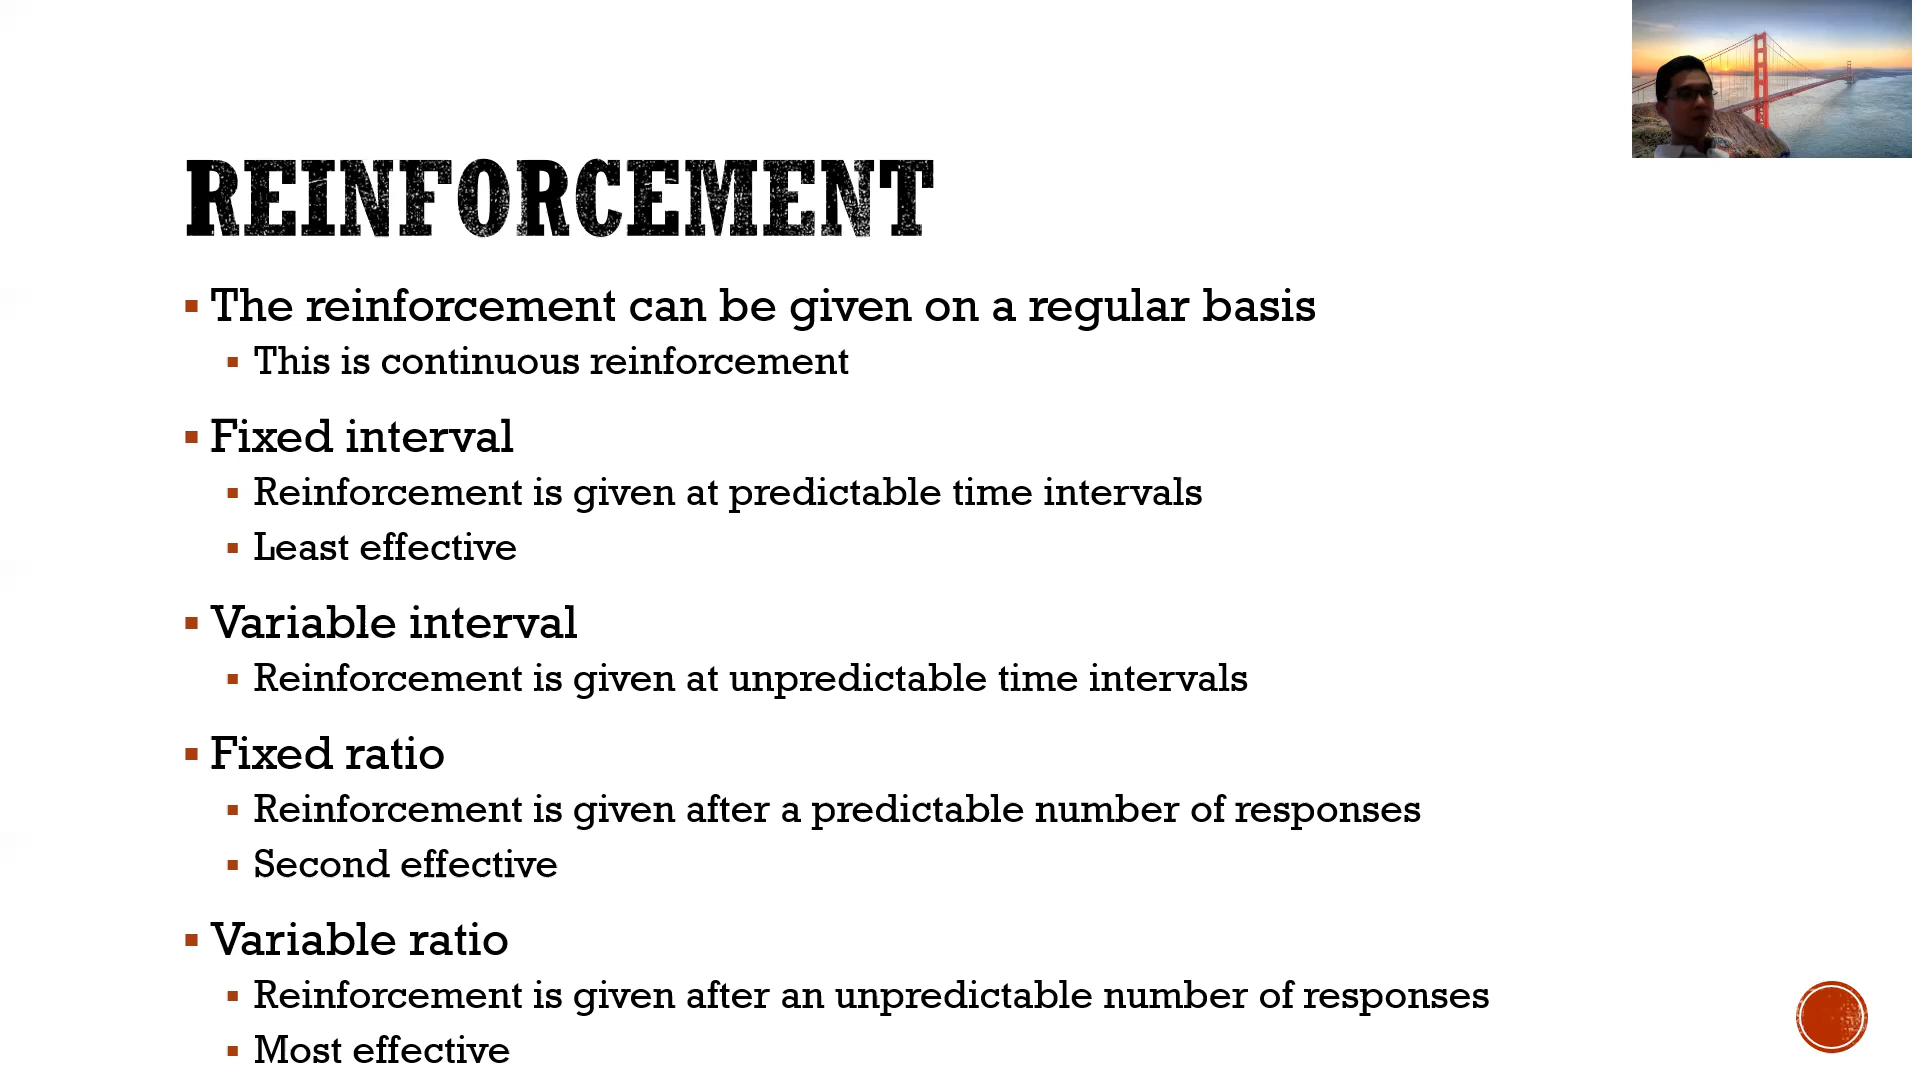 REINFORCEMENT
The reinforcement can be given on a regular basis
This is continuous reinforcement
Fixed interval
Reinforcement is given at predictable time intervals
Least effective
Variable interval
Reinforcement is given at unpredictable time intervals
Fixed ratio
Reinforcement is given after a predictable number of responses
Second effective
Variable ratio
Reinforcement is given after an unpredictable number of responses
Most effective